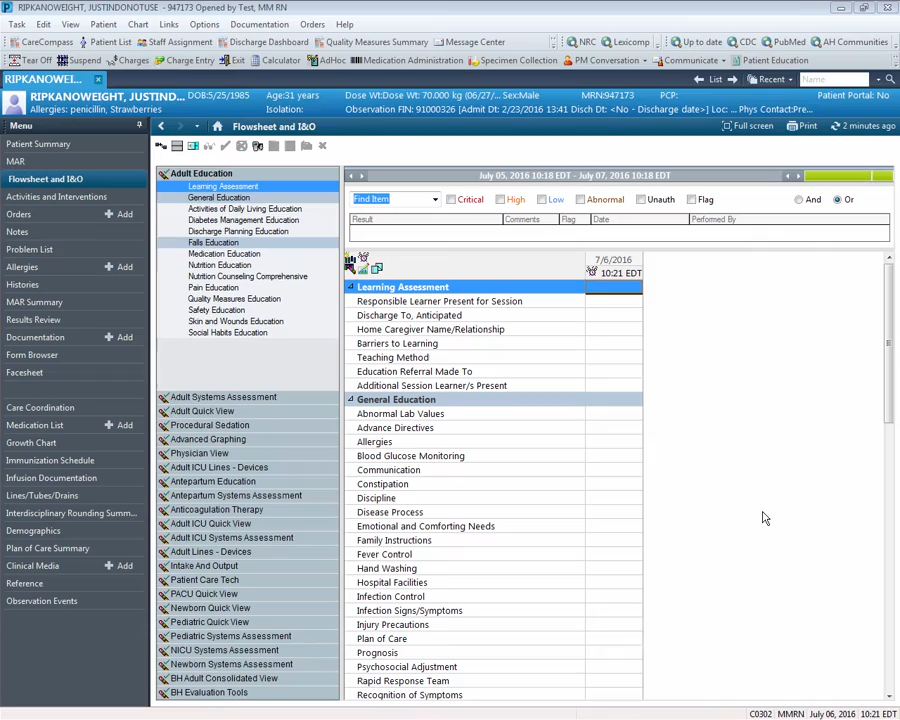 RIPKANOWEIGHT, JUSTINDONOTUSE - 947173 Opened by Test, MM RN
Task Edit View Patient Chart Links Options Documentation Orders Help
CareCompass Patient List Staff Assignment Discharge Dashboard Quality Measures Summary Message Center NRC Lexicomp Up to date CDC PubMed AH Communities
Tear Off Suspend Charges Charge Entry Exit Calculator AdHoc Medication Administration Specimen Collection PM Conversation Communicate Patient Education
RIPKANOWEI... × List Recent Name
RIPKANOWEIGHT, JUSTIND... DOB:5/25/1985 Age:31 years Dose Wt:Dose Wt: 70.000 kg (06/27/... Sex:Male MRN:947173 PCP: Patient Portal: No
Allergies: penicillin, Strawberries Isolation: Observation FIN: 91000326 [Admit Dt: 2/23/2016 13:41 Disch Dt: <No - Discharge date>] Loc: ... Phys Contact:Pre...
Menu
Flowsheet and I&O
Full screen Print 2 minutes ago
Patient Summary
MAR
Flowsheet and I&O
Activities and Interventions
Orders + Add
Notes
Problem List
Allergies + Add
Histories
MAR Summary
Results Review
Documentation + Add
Form Browser
Facesheet
Care Coordination
Medication List + Add
Growth Chart
Immunization Schedule
Infusion Documentation
Lines/Tubes/Drains
Interdisciplinary Rounding Summ...
Demographics
Plan of Care Summary
Clinical Media + Add
Reference
Observation Events
Adult Education
Learning Assessment
General Education
Activities of Daily Living Education
Diabetes Management Education
Discharge Planning Education
Falls Education
Medication Education
Nutrition Education
Nutrition Counseling Comprehensive
Pain Education
Quality Measures Education
Safety Education
Skin and Wounds Education
Social Habits Education
Adult Systems Assessment
Adult Quick View
Procedural Sedation
Advanced Graphing
Physician View
Adult ICU Lines - Devices
Antepartum Education
Antepartum Systems Assessment
Anticoagulation Therapy
Adult ICU Quick View
Adult ICU Systems Assessment
Adult Lines - Devices
Intake And Output
Patient Care Tech
PACU Quick View
Newborn Quick View
Pediatric Quick View
Pediatric Systems Assessment
NICU Systems Assessment
Newborn Systems Assessment
BH Adult Consolidated View
BH Evaluation Tools
July 05, 2016 10:18 EDT - July 07, 2016 10:18 EDT
Find Item Critical High Low Abnormal Unauth Flag And Or
Result Comments Flag Date Performed By
7/6/2016
10:21 EDT
Learning Assessment
Responsible Learner Present for Session
Discharge To, Anticipated
Home Caregiver Name/Relationship
Barriers to Learning
Teaching Method
Education Referral Made To
Additional Session Learner/s Present
General Education
Abnormal Lab Values
Advance Directives
Allergies
Blood Glucose Monitoring
Communication
Constipation
Discipline
Disease Process
Emotional and Comforting Needs
Family Instructions
Fever Control
Hand Washing
Hospital Facilities
Infection Control
Infection Signs/Symptoms
Injury Precautions
Plan of Care
Prognosis
Psychosocial Adjustment
Rapid Response Team
Recognition of Symptoms
C0302 MMRN July 06, 2016 10:21 EDT